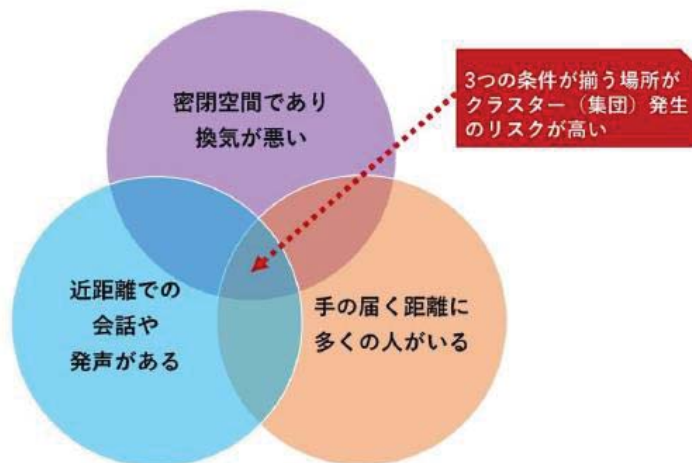 密閉空間であり
換気が悪い
3つの条件が揃う場所が
クラスター（集団）発生
のリスクが高い
近距離での
会話や
発声がある
手の届く距離に
多くの人がいる